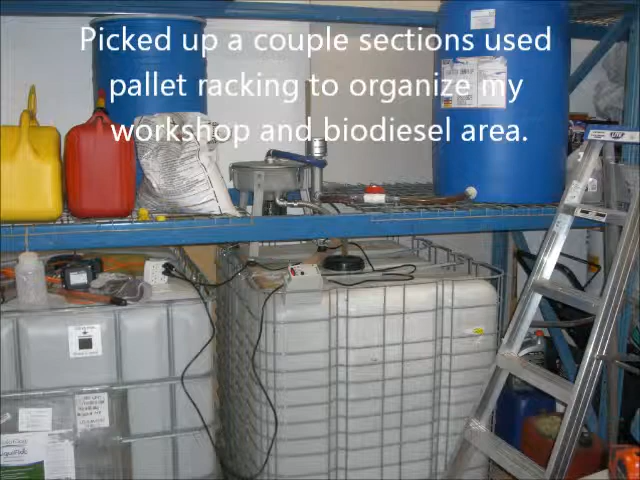 Picked up a couple sections used
pallet racking to organize my
workshop and biodiesel area.